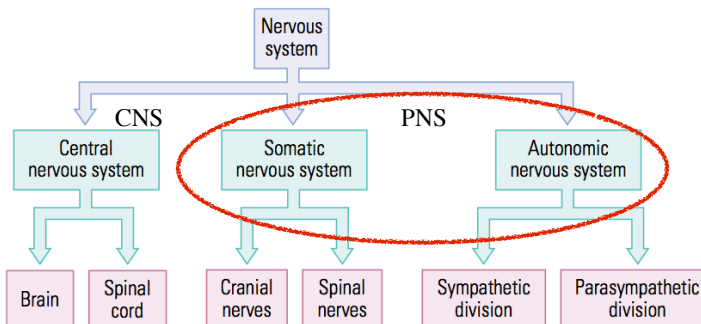 Nervous
system
CNS
PNS
Central
nervous system
Somatic
nervous system
Autonomic
nervous system
Brain
Spinal
cord
Cranial
nerves
Spinal
nerves
Sympathetic
division
Parasympathetic
division